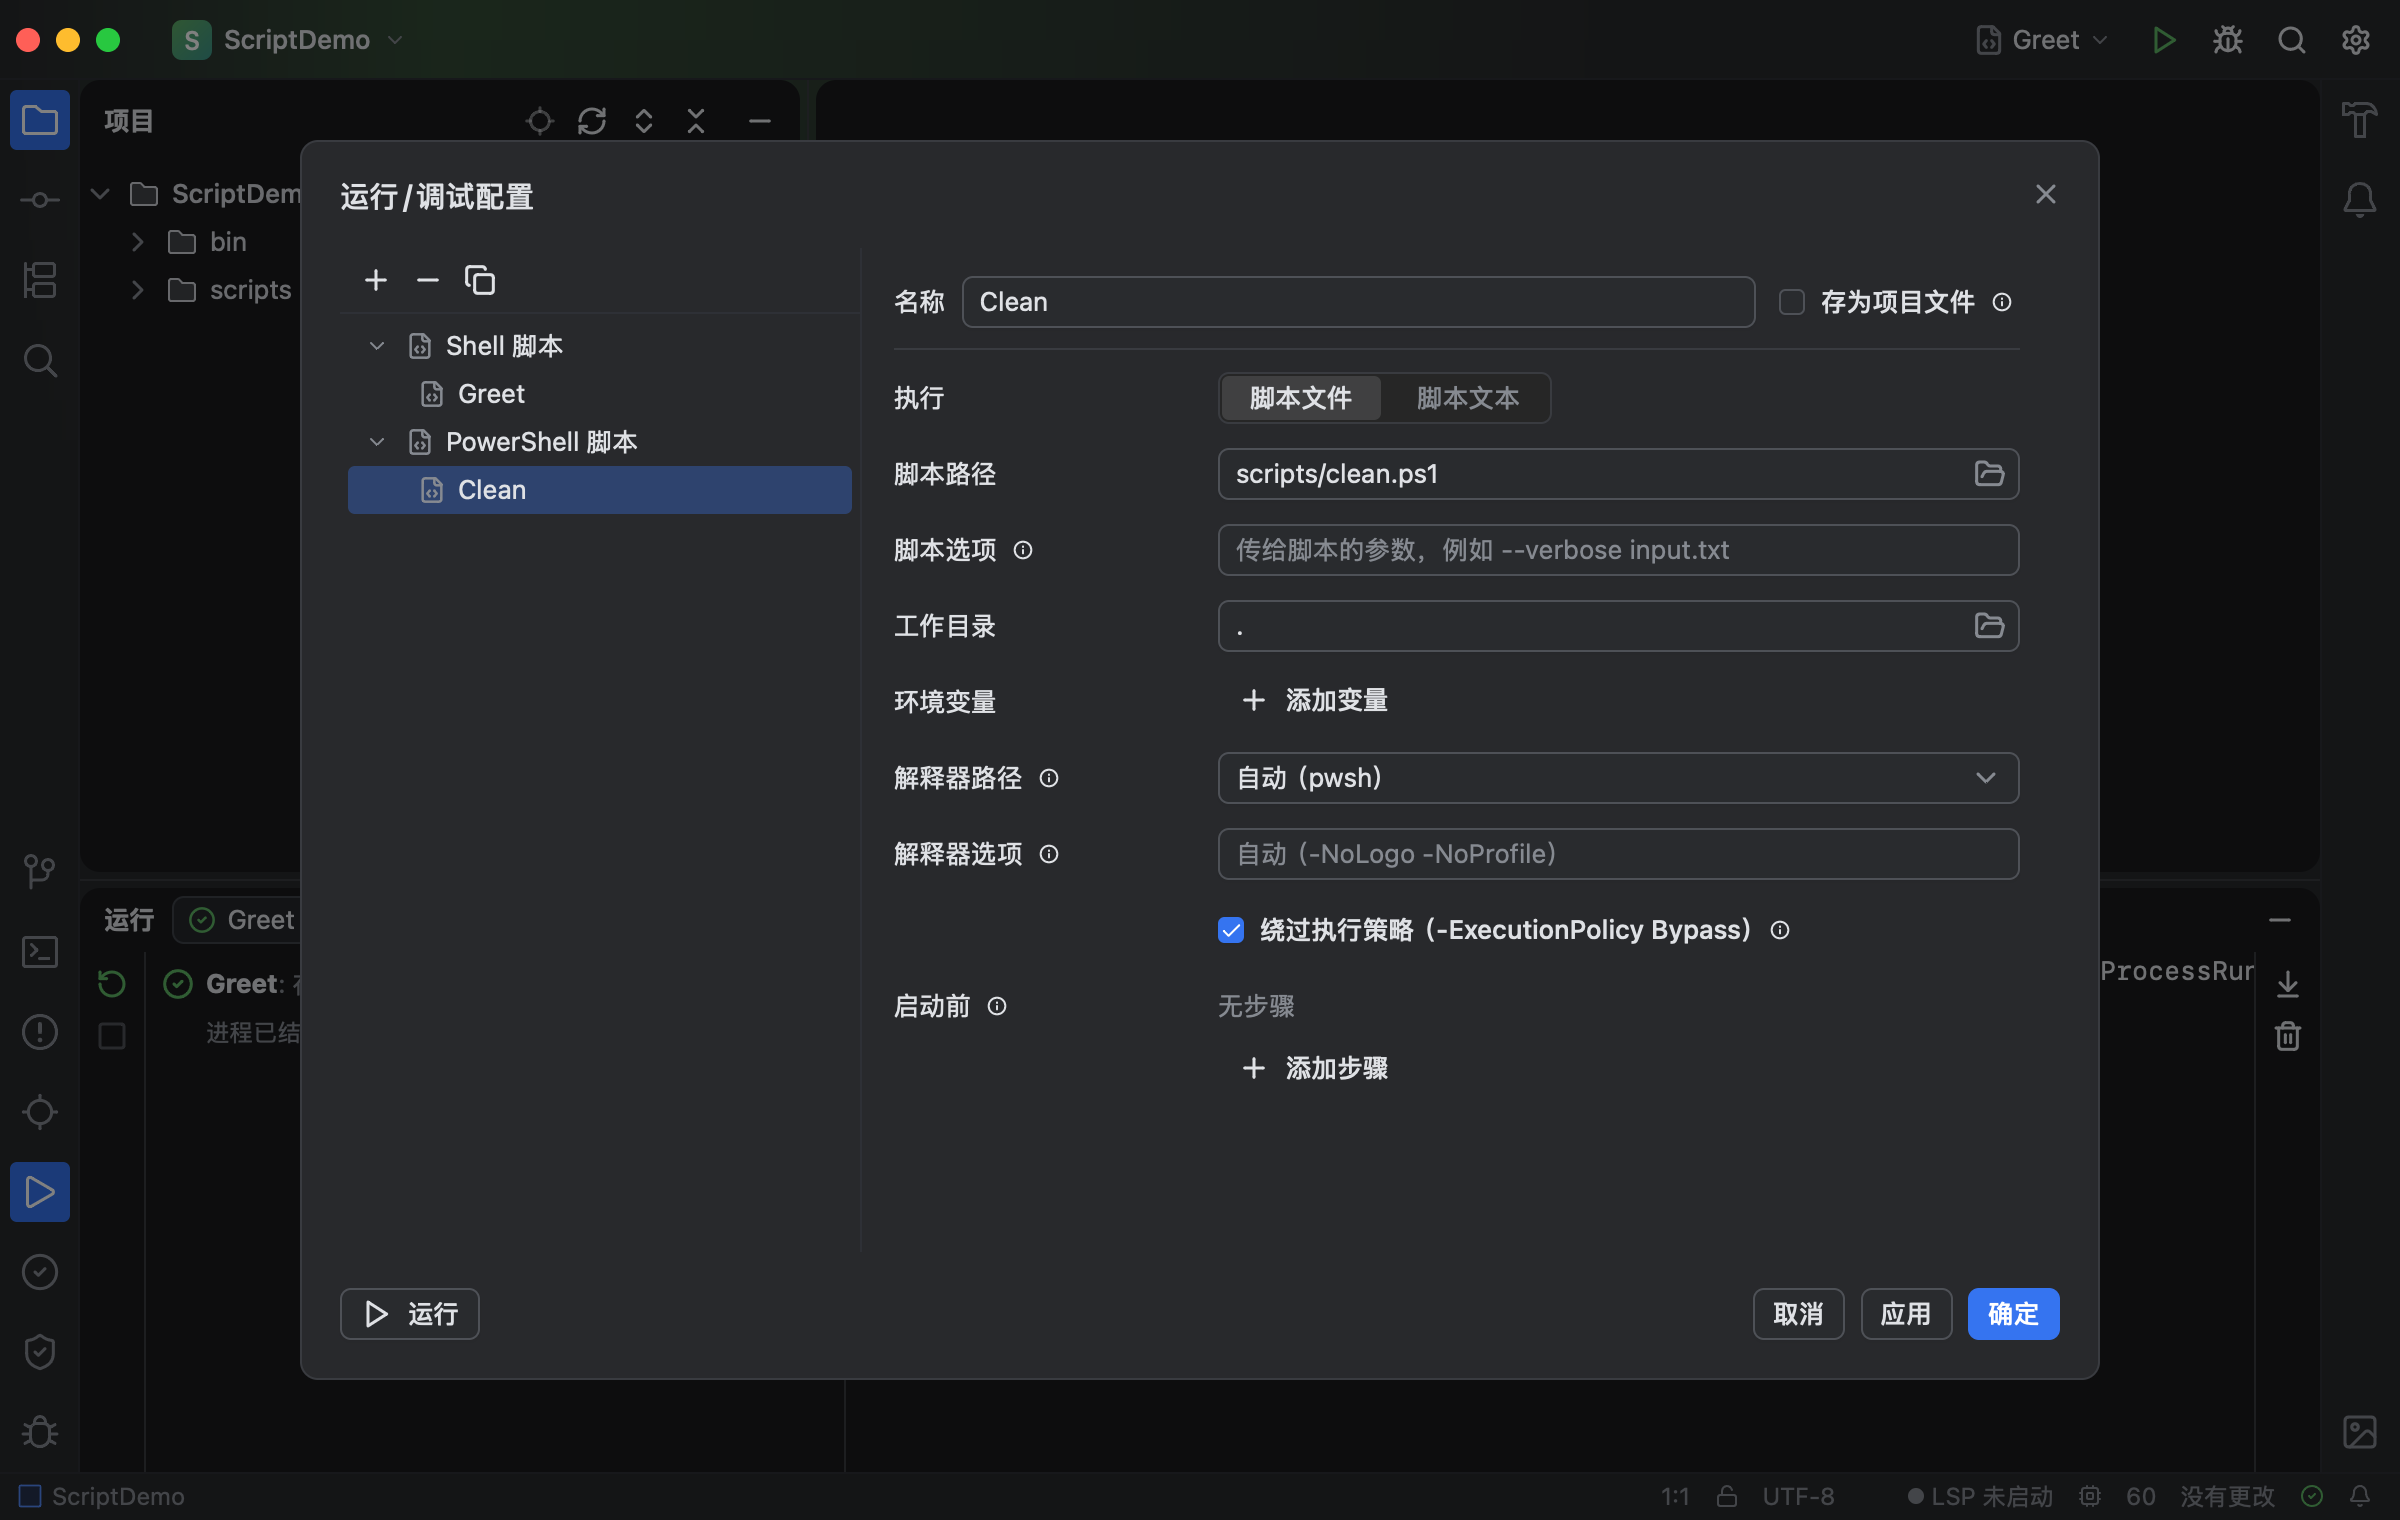 S ScriptDemo
Greet
项目
ScriptDem
bin
scripts
运行/调试配置
Shell 脚本
Greet
PowerShell 脚本
Clean
名称 Clean 存为项目文件
执行 脚本文件 脚本文本
脚本路径 scripts/clean.ps1
脚本选项 传给脚本的参数，例如 --verbose input.txt
工作目录 .
环境变量 添加变量
解释器路径 自动（pwsh）
解释器选项 自动（-NoLogo -NoProfile）
绕过执行策略（-ExecutionPolicy Bypass）
启动前 无步骤
添加步骤
运行 取消 应用 确定
运行 Greet
Greet:
进程已结
ProcessRun
ScriptDemo 1:1 UTF-8 LSP 未启动 60 没有更改